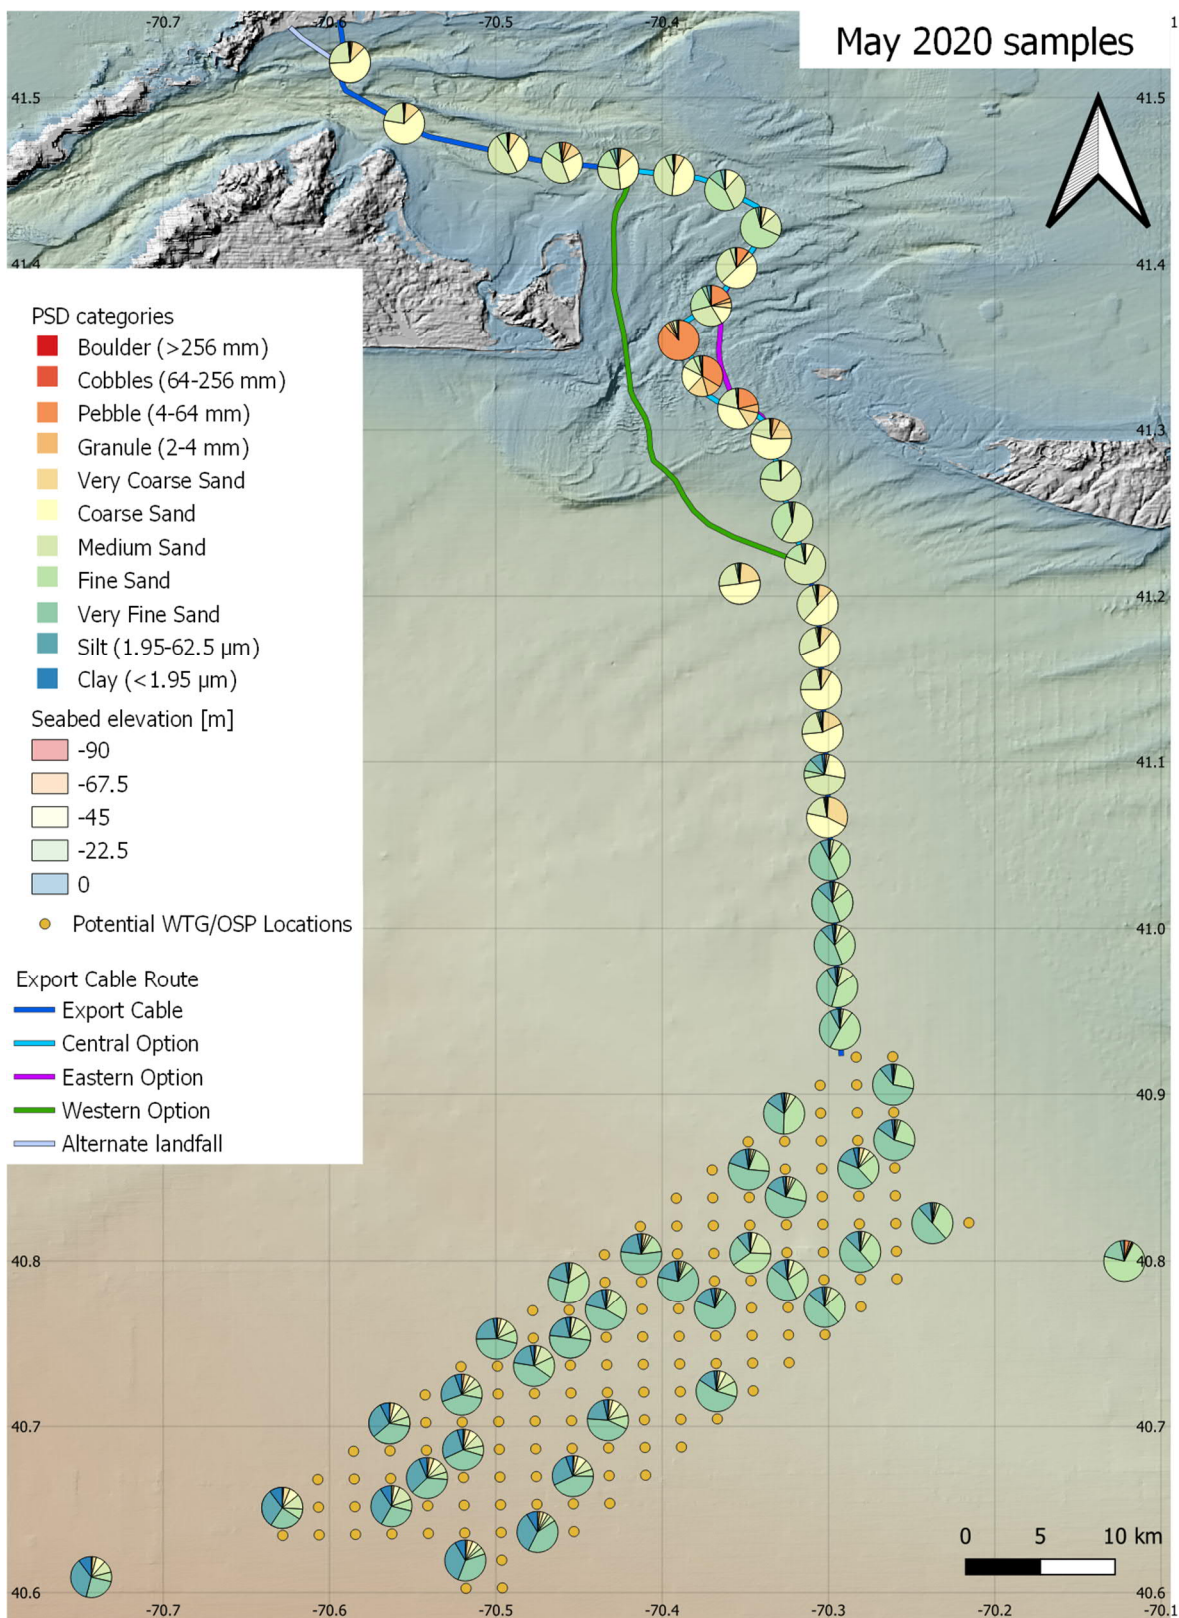 -70.7 -70.6 -70.5 -70.4 1
May 2020 samples
41.5 41.5
41.4 41.4
PSD categories
Boulder (>256 mm)
Cobbles (64-256 mm)
Pebble (4-64 mm)
Granule (2-4 mm)
Very Coarse Sand
Coarse Sand
Medium Sand
Fine Sand
Very Fine Sand
Silt (1.95-62.5 µm)
Clay (<1.95 µm)
Seabed elevation [m]
-90
-67.5
-45
-22.5
0
Potential WTG/OSP Locations
Export Cable Route
Export Cable
Central Option
Eastern Option
Western Option
Alternate landfall
41.3
41.2
41.1
41.0
40.9
40.8 40.8
40.7 40.7
0 5 10 km
40.6 40.6
-70.7 -70.6 -70.5 -70.4 -70.3 -70.2 -70.1